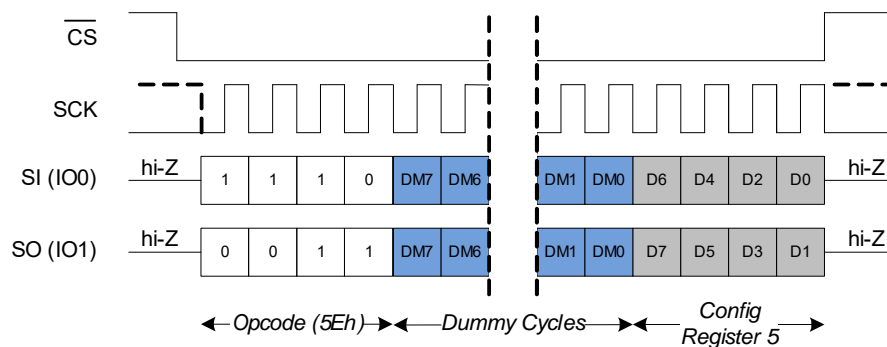 CS
SCK
SI (IO0) hi-Z 1 1 1 0 DM7 DM6 DM1 DM0 D6 D4 D2 D0 hi-Z
SO (IO1) hi-Z 0 0 1 1 DM7 DM6 DM1 DM0 D7 D5 D3 D1 hi-Z
Opcode (5Eh) Dummy Cycles Config
Register 5